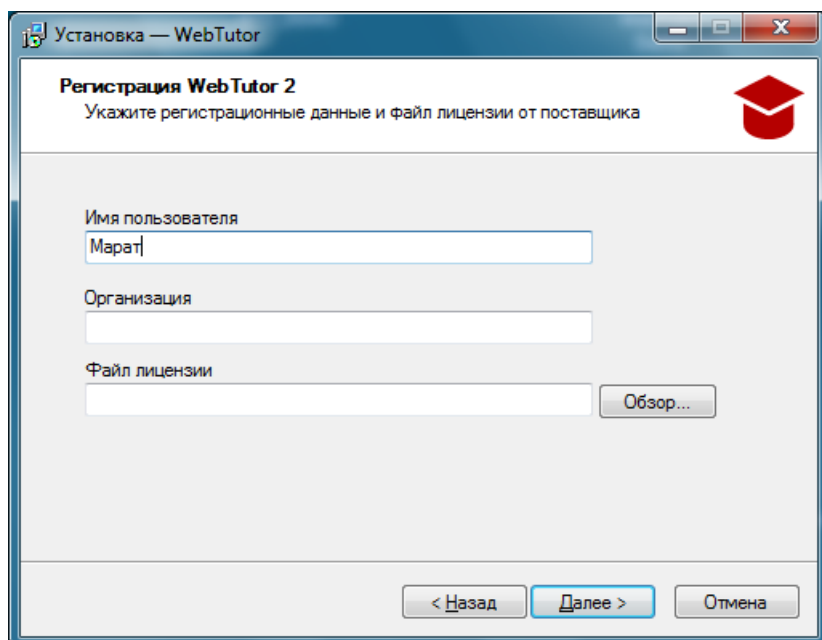 Установка — WebTutor
Регистрация WebTutor 2
Укажите регистрационные данные и файл лицензии от поставщика
Имя пользователя
Марат
Организация
Файл лицензии
Обзор...
< Назад
Далее >
Отмена